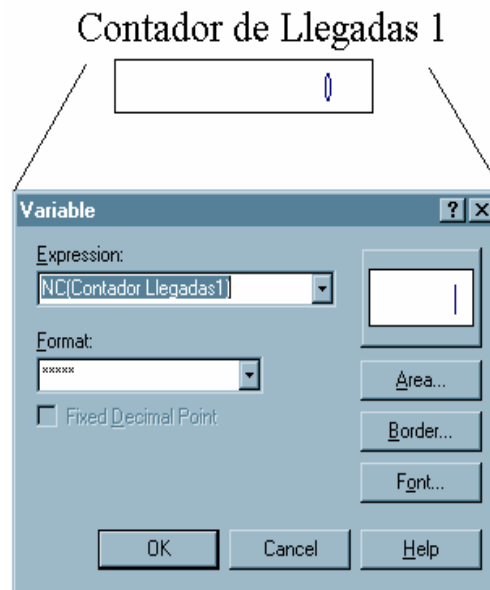 Contador de Llegadas 1
0
Variable
Expression:
NC(Contador Llegadas1)
Format:
*****
Fixed Decimal Point
Area...
Border...
Font...
OK
Cancel
Help